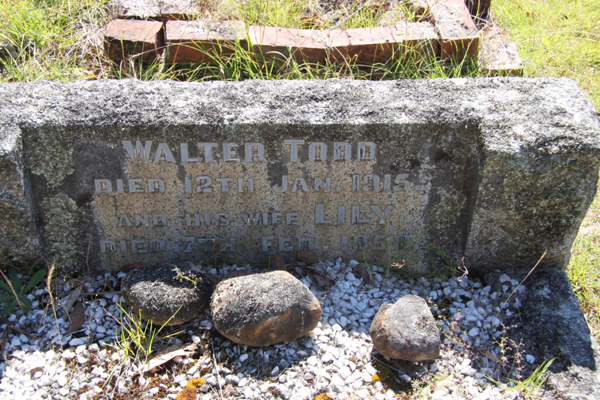 WALTER TODD
DIED 12TH JAN. 1915
AND HIS WIFE LILY
DIED 7TH FEB.